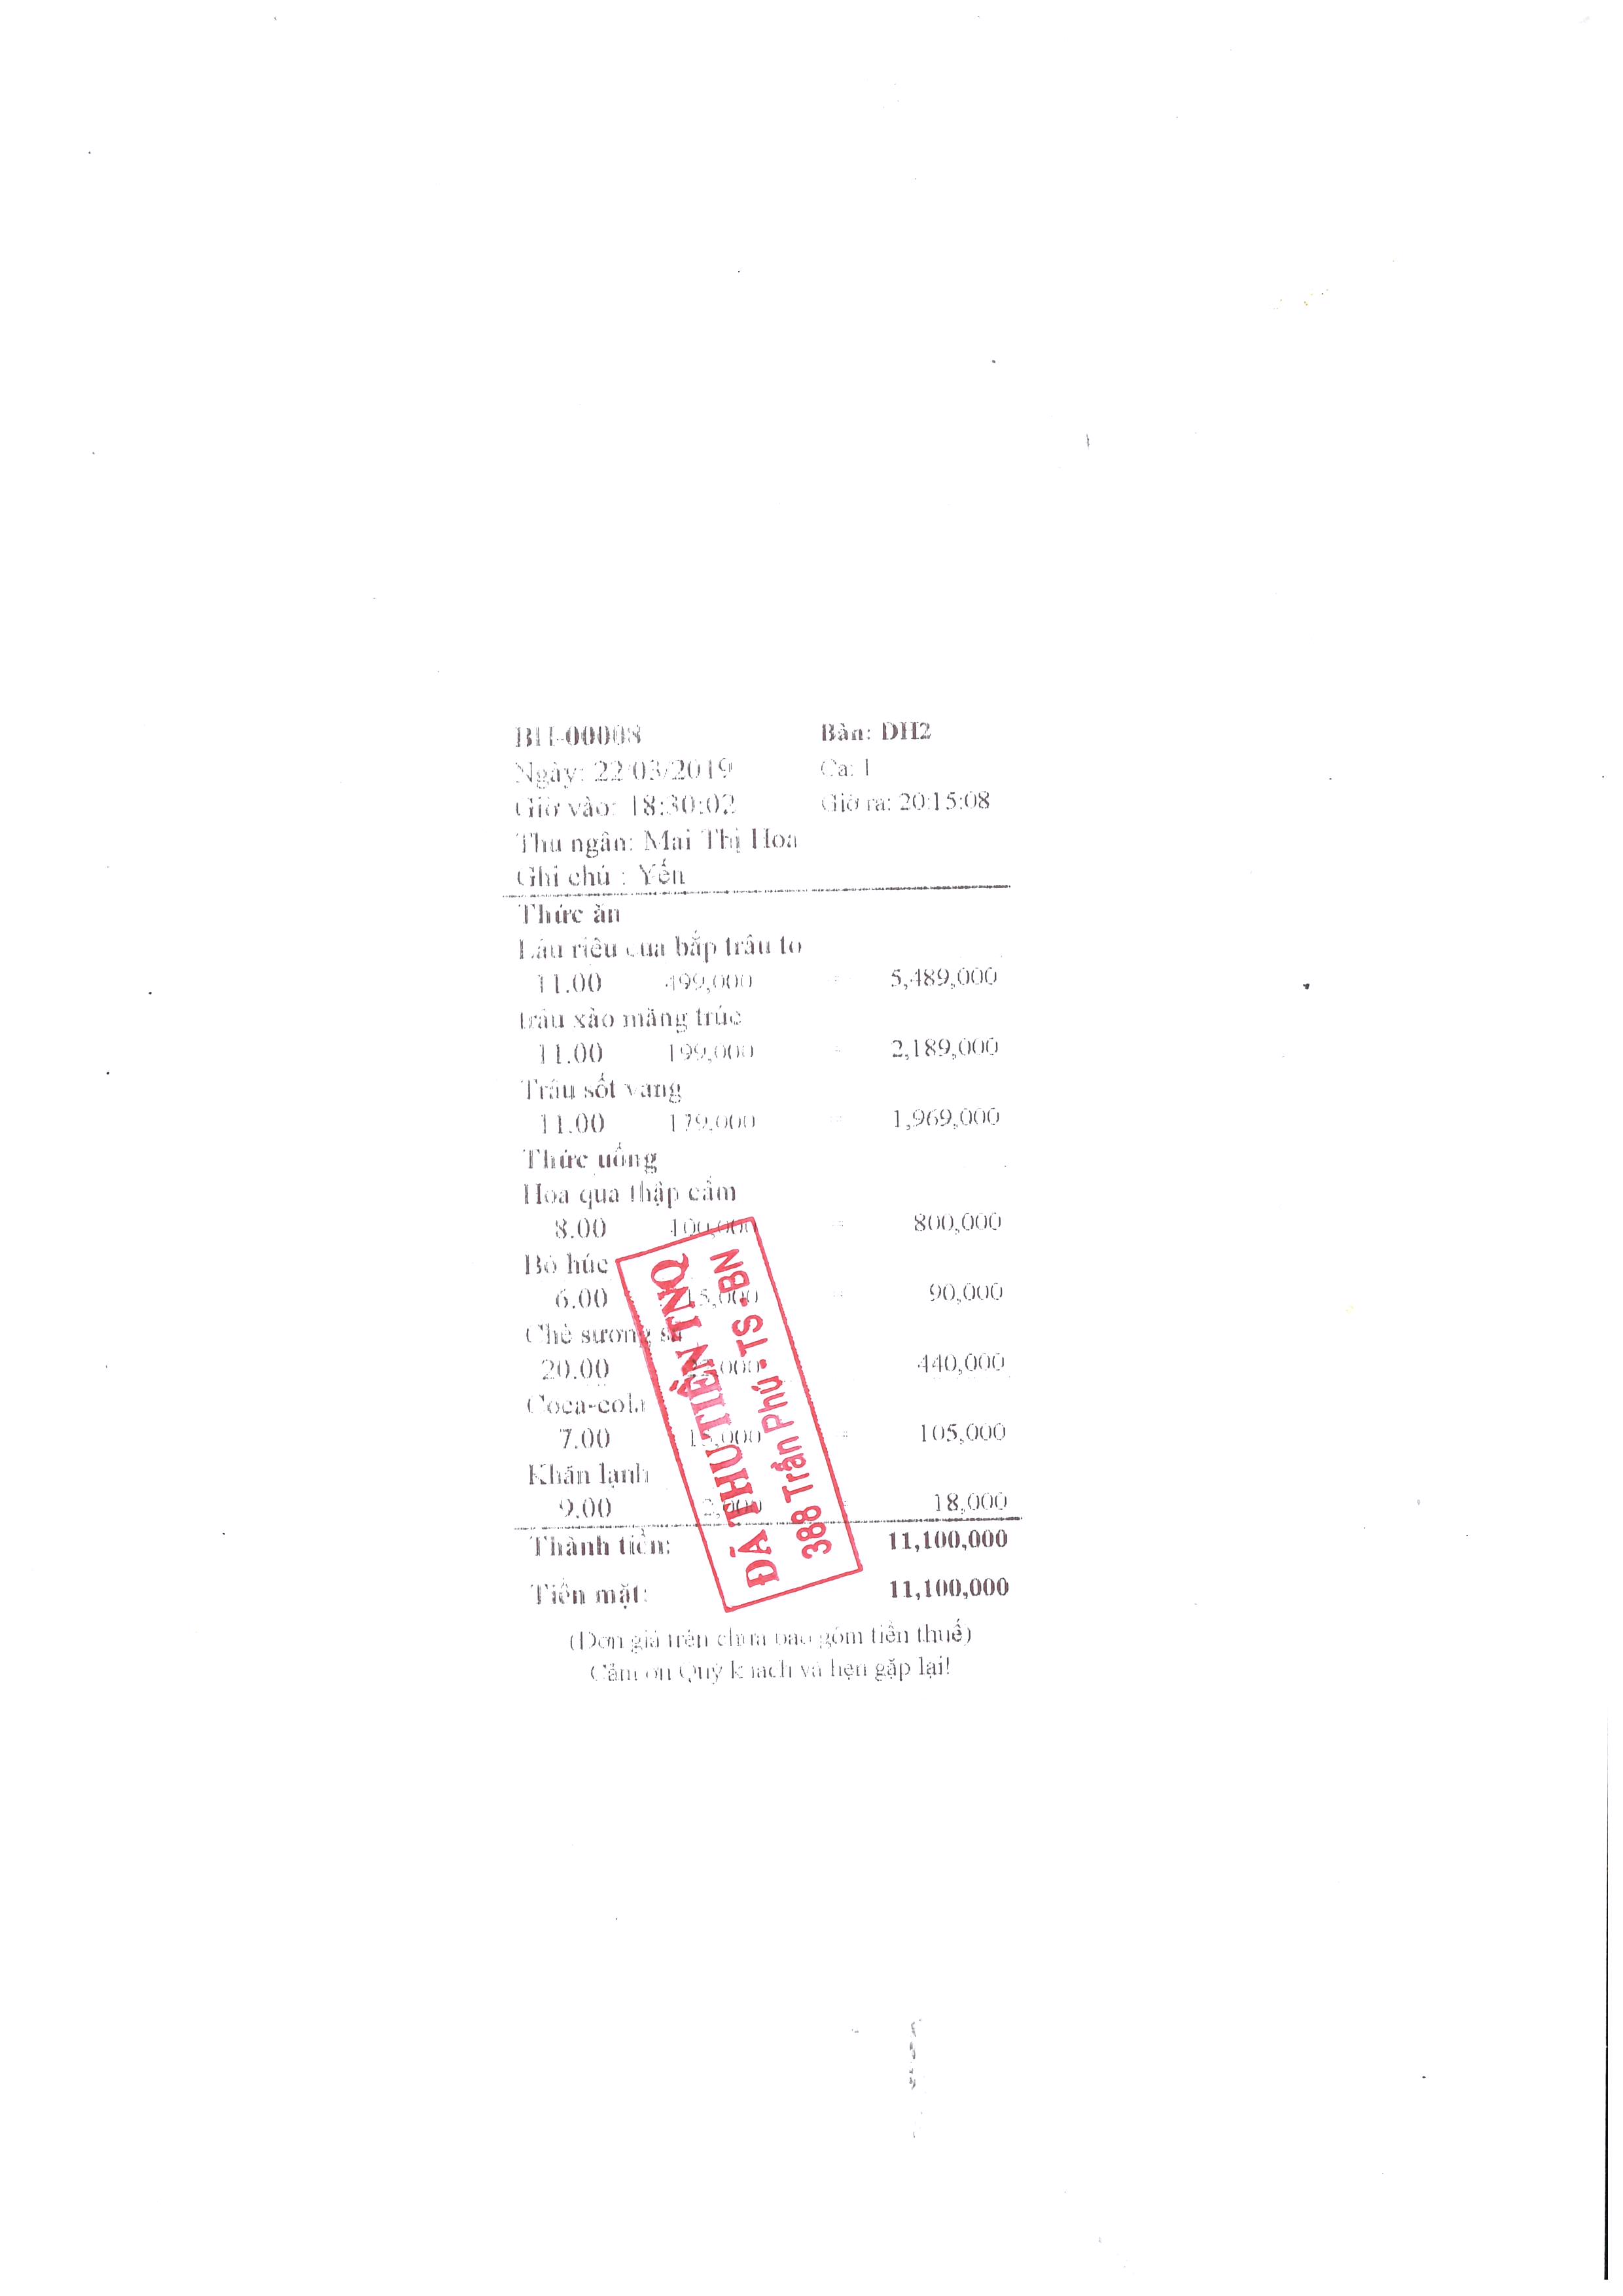 BH-00008 Bàn: DH2
Ngày: 22/03/2019 Ca: 1
Giờ vào: 18:30:02 Giờ ra: 20:15:08
Thu ngân: Mai Thị Hoa
Ghi chú : Yến
Thức ăn
Lẩu riêu cua bắp trâu to
11.00 499,000 = 5,489,000
trâu xào măng trúc
11.00 199,000 = 2,189,000
Trâu sốt vang
11.00 179,000 = 1,969,000
Thức uống
Hoa quả thập cẩm
8.00 100,000 = 800,000
Bò húc
6.00 15,000 = 90,000
Chè sương sa
20.00 22,000 440,000
Coca-cola
7.00 15,000 = 105,000
Khăn lạnh
9.00 2,000 = 18,000
Thành tiền: 11,100,000
Tiền mặt: 11,100,000
(Đơn giá trên chưa bao gồm tiền thuế)
Cảm ơn Quý khách và hẹn gặp lại!
ĐÃ THU TIỀN TNQ
388 Trần Phú - TS - BN